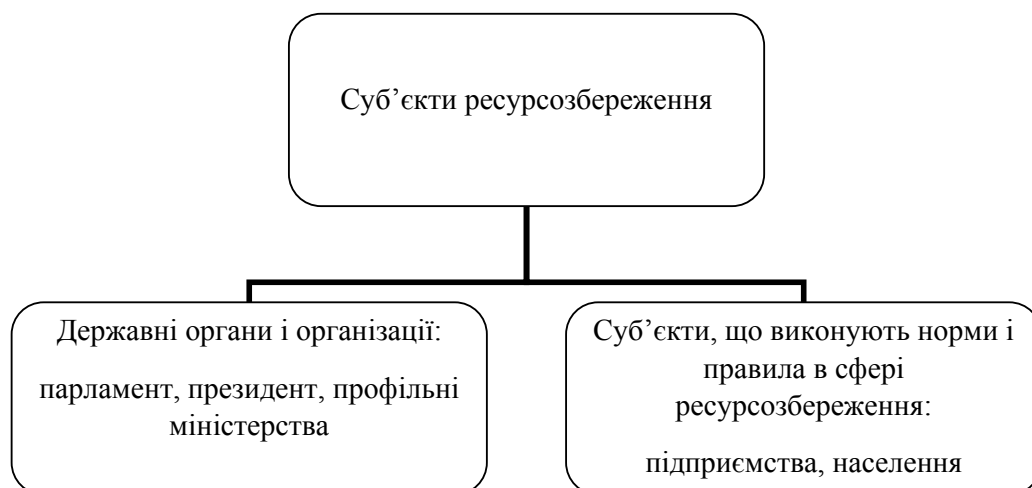 Суб’єкти ресурсозбереження
Державні органи і організації:
парламент, президент, профільні
міністерства
Суб’єкти, що виконують норми і
правила в сфері
ресурсозбереження:
підприємства, населення